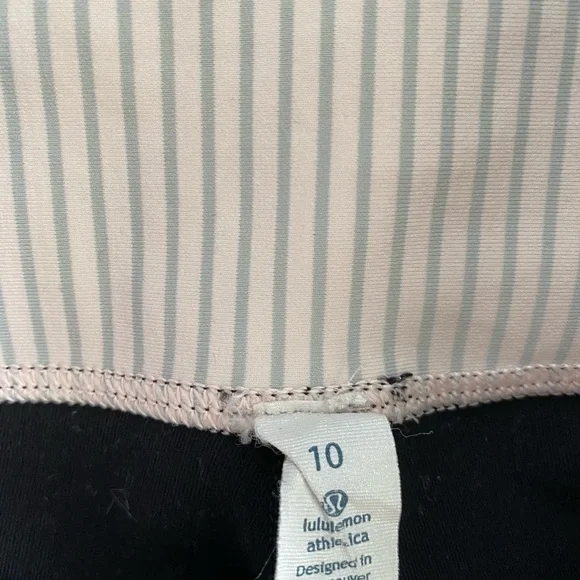 10
lululemon
athletica
Designed in